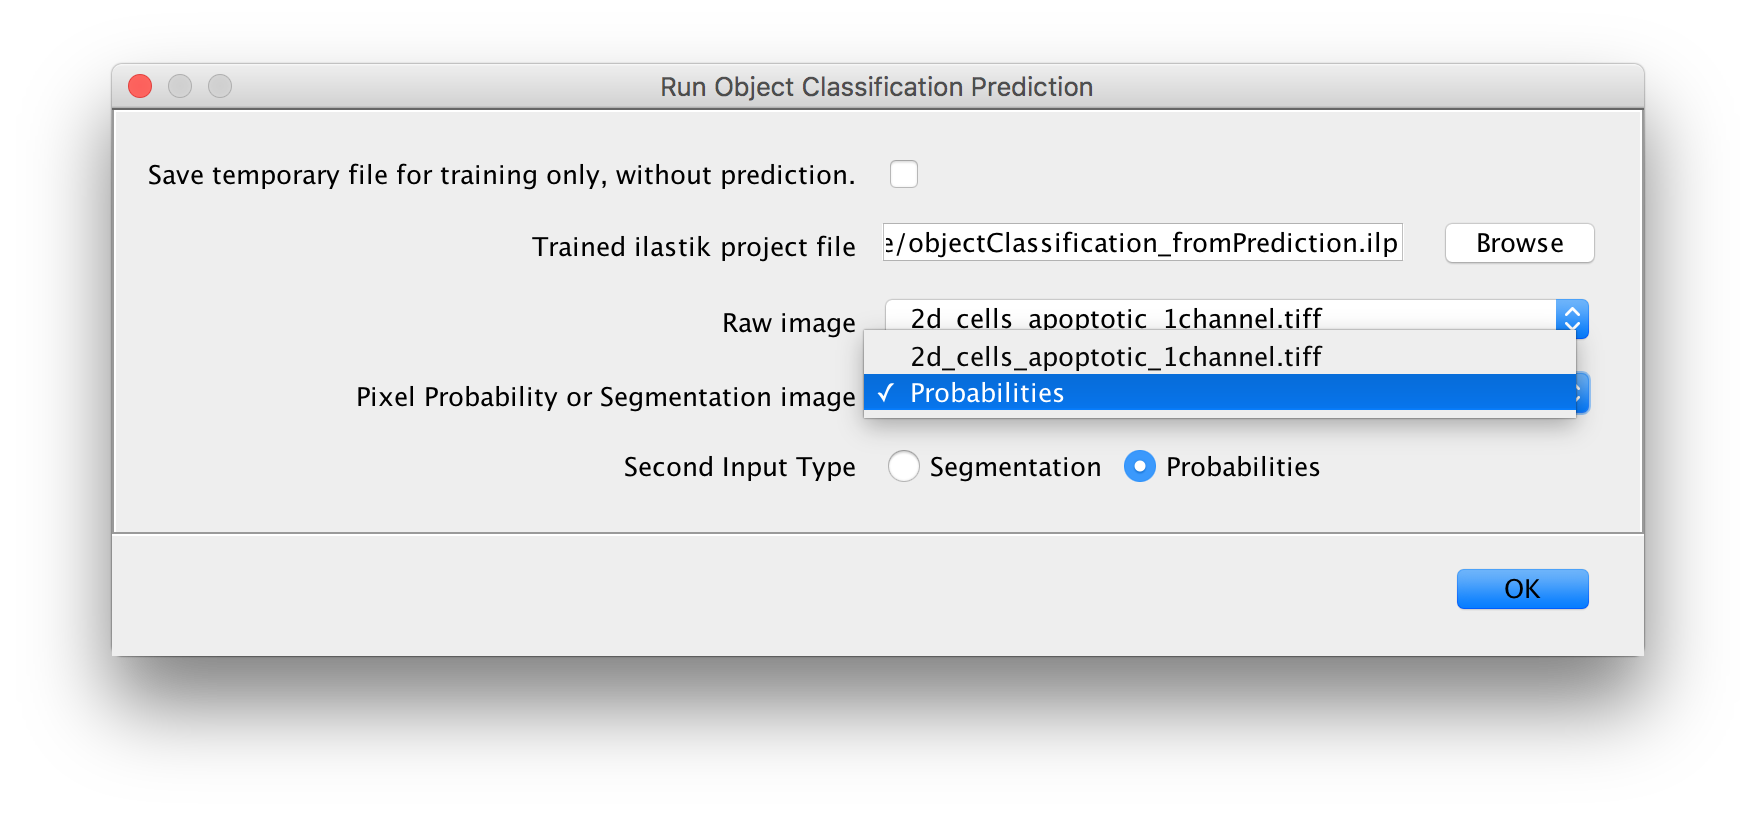 Run Object Classification Prediction
Save temporary file for training only, without prediction.
Trained ilastik project file e/objectClassification_fromPrediction.ilp Browse
Raw image 2d_cells_apoptotic_1channel.tiff
2d_cells_apoptotic_1channel.tiff
Pixel Probability or Segmentation image ✓ Probabilities
Second Input Type Segmentation Probabilities
OK